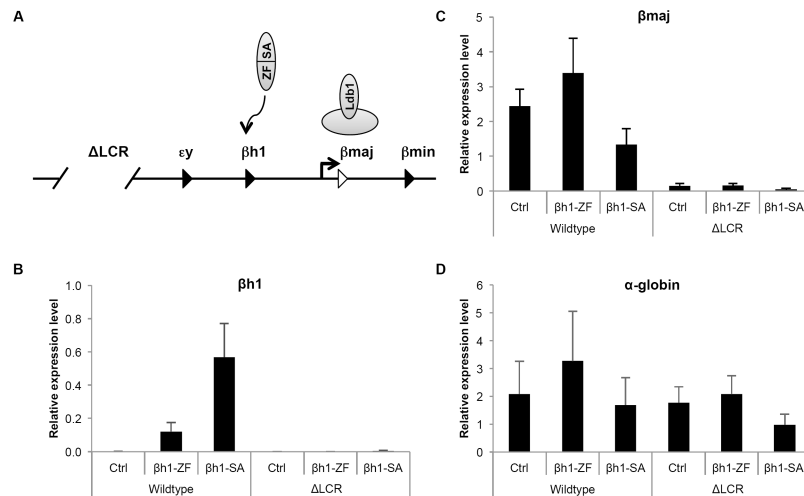 A
ZF SA
Ldb1
ΔLCR
εy
βh1
βmaj
βmin
B
βh1
Relative expression level
1.0
0.8
0.6
0.4
0.2
0.0
Ctrl βh1-ZF βh1-SA Ctrl βh1-ZF βh1-SA
Wildtype ΔLCR
C
βmaj
Relative expression level
5
4
3
2
1
0
Ctrl βh1-ZF βh1-SA Ctrl βh1-ZF βh1-SA
Wildtype ΔLCR
D
α-globin
Relative expression level
6
5
4
3
2
1
0
Ctrl βh1-ZF βh1-SA Ctrl βh1-ZF βh1-SA
Wildtype ΔLCR